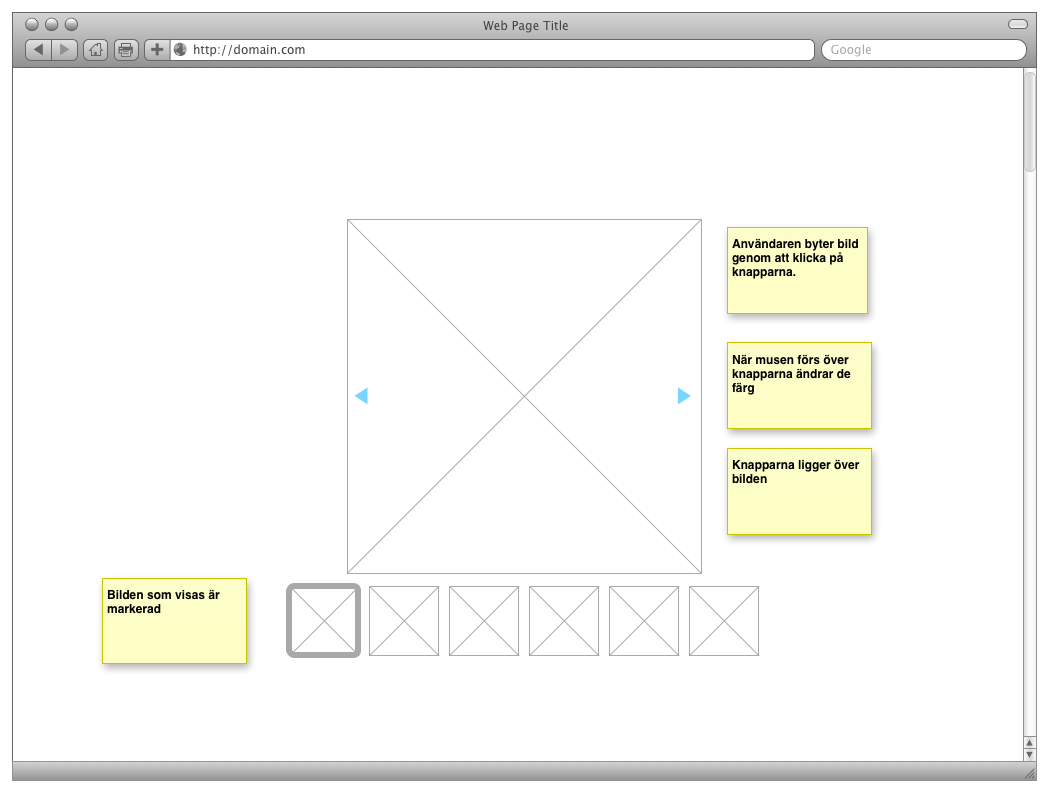 Web Page Title
http://domain.com
Google
Användaren byter bild
genom att klicka på
knapparna.
När musen förs över
knapparna ändrar de
färg
Knapparna ligger över
bilden
Bilden som visas är
markerad